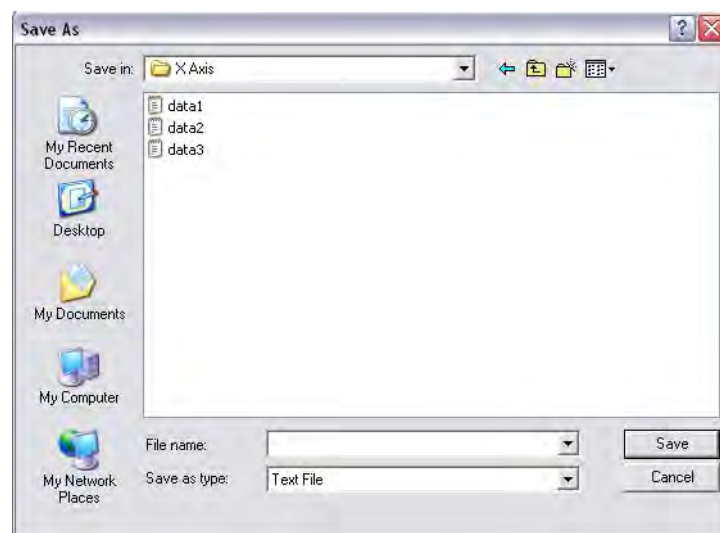 Save As
Save in:
X Axis
data1
data2
data3
My Recent
Documents
Desktop
My Documents
My Computer
My Network
Places
File name:
Save
Save as type:
Text File
Cancel